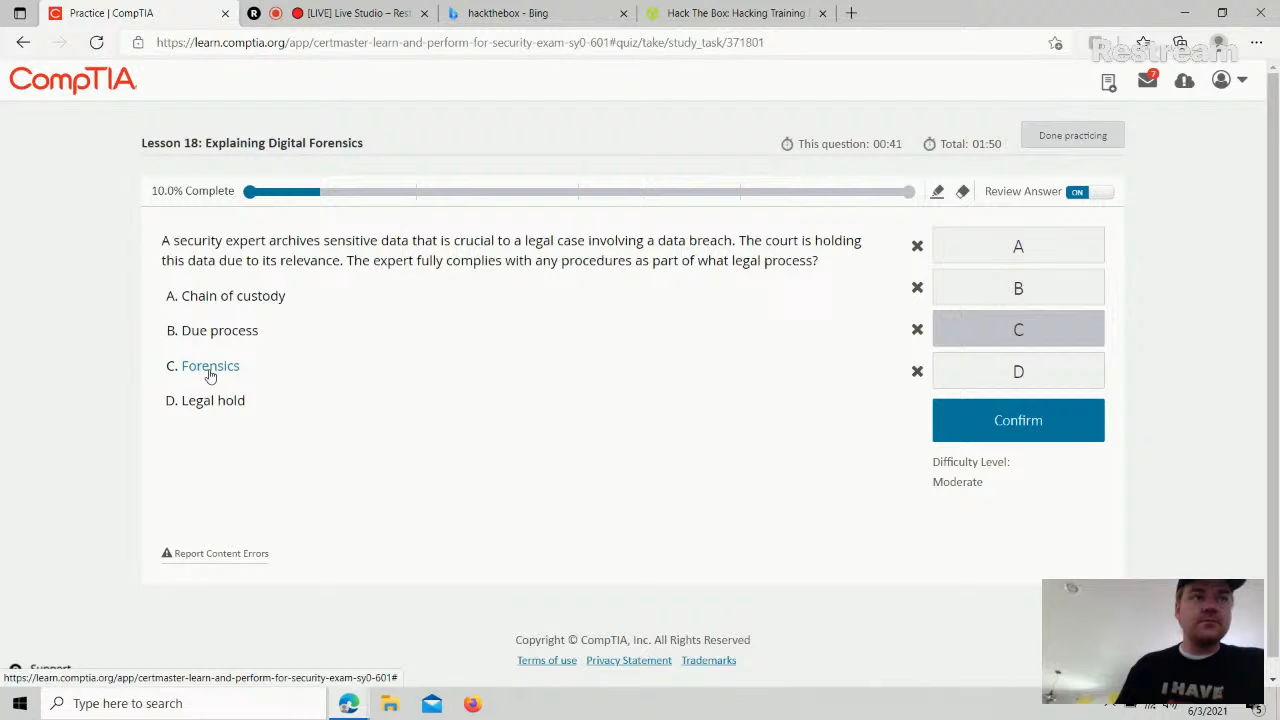 Practice | CompTIA
R
[LIVE] Live Studio – Rest
hackthebox - Bing
Hack The Box: Hacking Training
https://learn.comptia.org/app/certmaster-learn-and-perform-for-security-exam-sy0-601#quiz/take/study_task/371801
Restream
CompTIA
7
Lesson 18: Explaining Digital Forensics
This question: 00:41
Total: 01:50
Done practicing
10.0% Complete
Review Answer
ON
A security expert archives sensitive data that is crucial to a legal case involving a data breach. The court is holding
this data due to its relevance. The expert fully complies with any procedures as part of what legal process?
A. Chain of custody
B. Due process
C. Forensics
D. Legal hold
A
B
C
D
Confirm
Difficulty Level:
Moderate
Report Content Errors
Copyright © CompTIA, Inc. All Rights Reserved
Terms of use
Privacy Statement
Trademarks
Support
https://learn.comptia.org/app/certmaster-learn-and-perform-for-security-exam-sy0-601#
I HAVE
Type here to search
6/3/2021
5